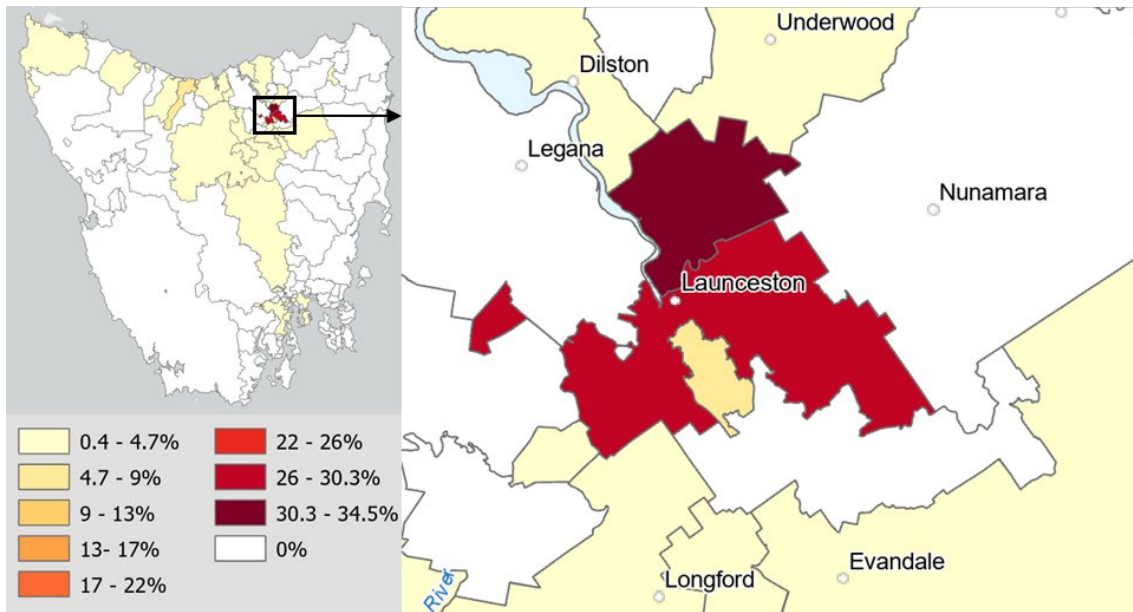 Underwood
Dilston
Legana
Nunamara
Launceston
Longford
Evandale
River
0.4 - 4.7%
4.7 - 9%
9 - 13%
13- 17%
17 - 22%
22 - 26%
26 - 30.3%
30.3 - 34.5%
0%